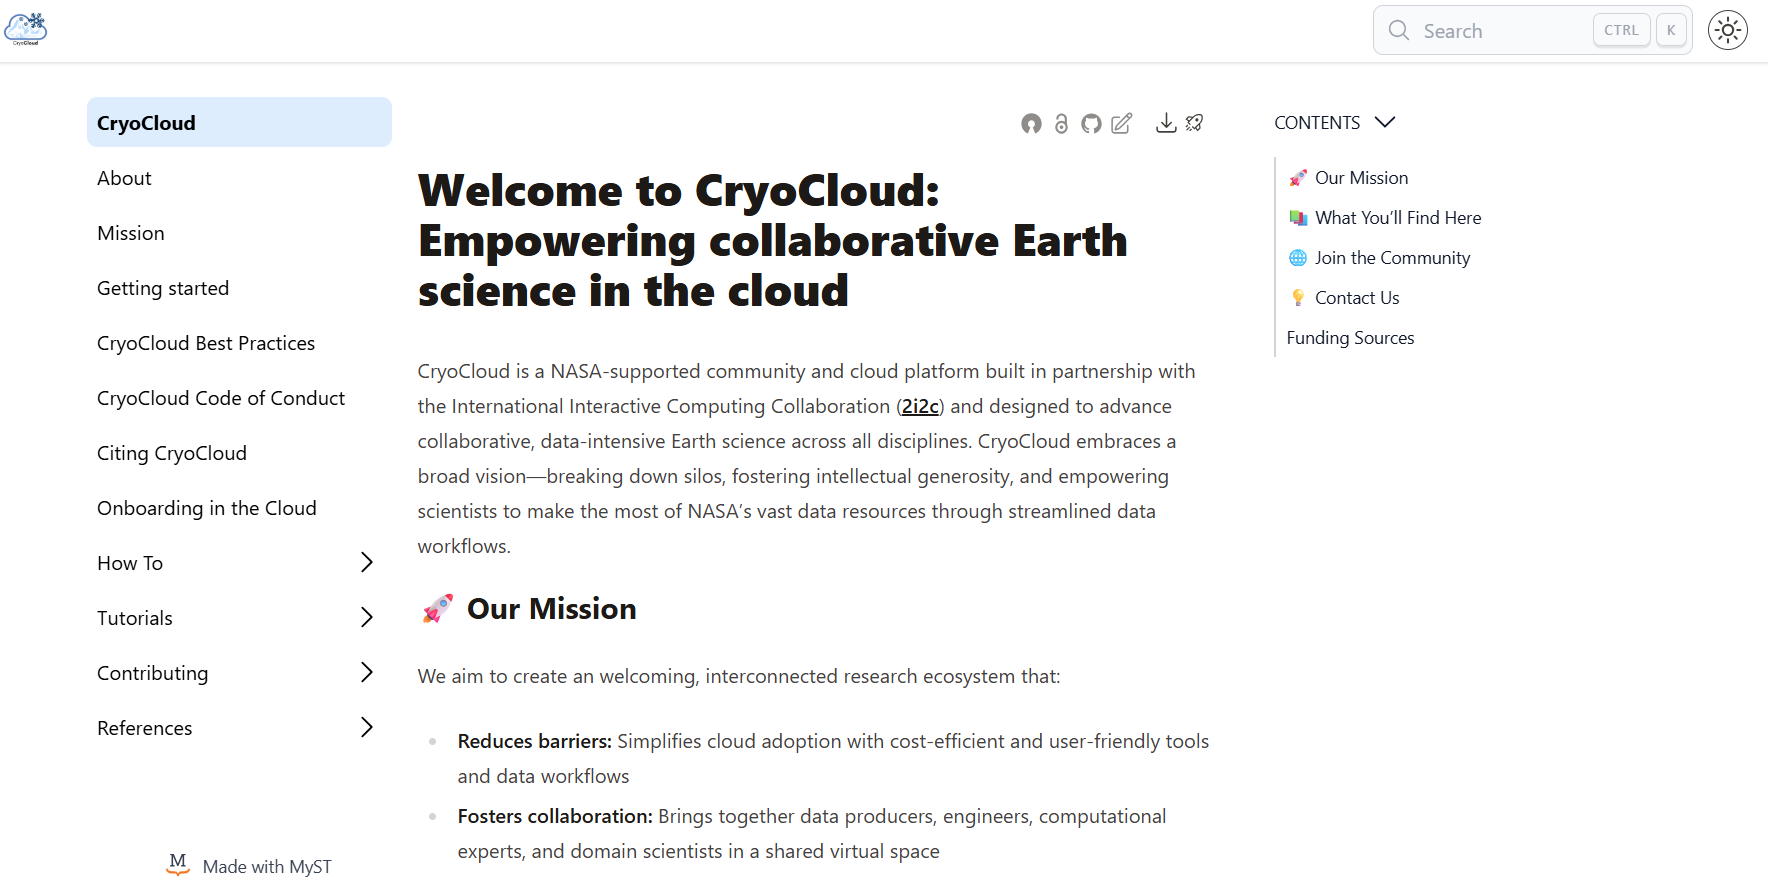 CryoCloud
Search
CTRL
K
CryoCloud
About
Mission
Getting started
CryoCloud Best Practices
CryoCloud Code of Conduct
Citing CryoCloud
Onboarding in the Cloud
How To
Tutorials
Contributing
References
Made with MyST
Welcome to CryoCloud:
Empowering collaborative Earth
science in the cloud
CryoCloud is a NASA-supported community and cloud platform built in partnership with
the International Interactive Computing Collaboration (2i2c) and designed to advance
collaborative, data-intensive Earth science across all disciplines. CryoCloud embraces a
broad vision—breaking down silos, fostering intellectual generosity, and empowering
scientists to make the most of NASA’s vast data resources through streamlined data
workflows.
🚀 Our Mission
We aim to create an welcoming, interconnected research ecosystem that:
Reduces barriers: Simplifies cloud adoption with cost-efficient and user-friendly tools
and data workflows
Fosters collaboration: Brings together data producers, engineers, computational
experts, and domain scientists in a shared virtual space
CONTENTS
🚀 Our Mission
📚 What You’ll Find Here
🌐 Join the Community
💡 Contact Us
Funding Sources